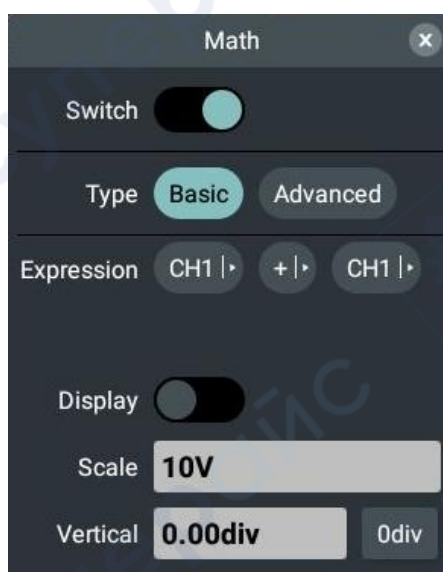 Math x
Switch
Type Basic Advanced
Expression CH1 + CH1
Display
Scale 10V
Vertical 0.00div 0div